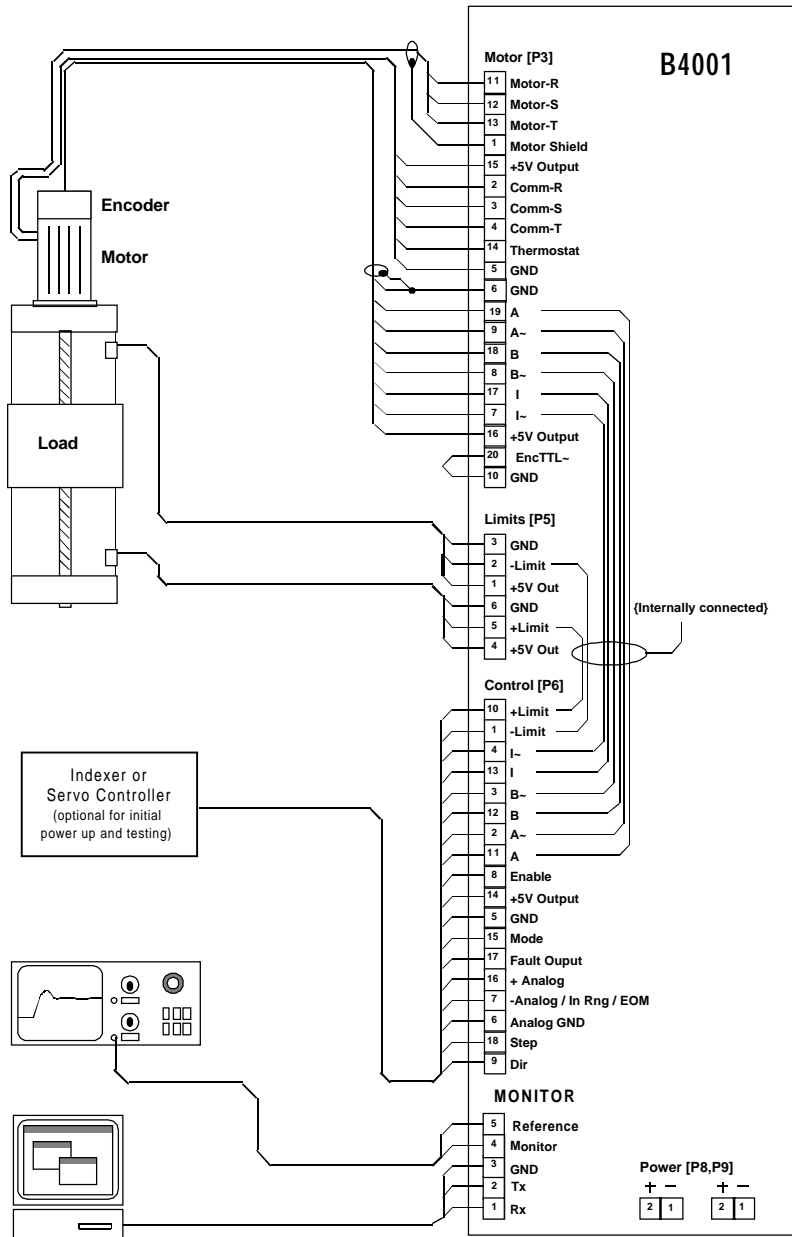 B4001
Motor [P3]
11 Motor-R
12 Motor-S
13 Motor-T
1 Motor Shield
15 +5V Output
2 Comm-R
3 Comm-S
4 Comm-T
14 Thermostat
5 GND
6 GND
19 A
9 A~
18 B
8 B~
17 I
7 I~
16 +5V Output
20 EncTTL~
10 GND
Encoder
Motor
Load
Limits [P5]
3 GND
2 -Limit
1 +5V Out
6 GND
5 +Limit
4 +5V Out
{Internally connected}
Control [P6]
10 +Limit
1 -Limit
4 I~
13 I
3 B~
12 B
2 A~
11 A
8 Enable
14 +5V Output
5 GND
15 Mode
17 Fault Ouput
16 + Analog
7 -Analog / In Rng / EOM
6 Analog GND
18 Step
9 Dir
Indexer or
Servo Controller
(optional for initial
power up and testing)
MONITOR
5 Reference
4 Monitor
3 GND
2 Tx
1 Rx
Power [P8,P9]
+ − + −
2 1 2 1